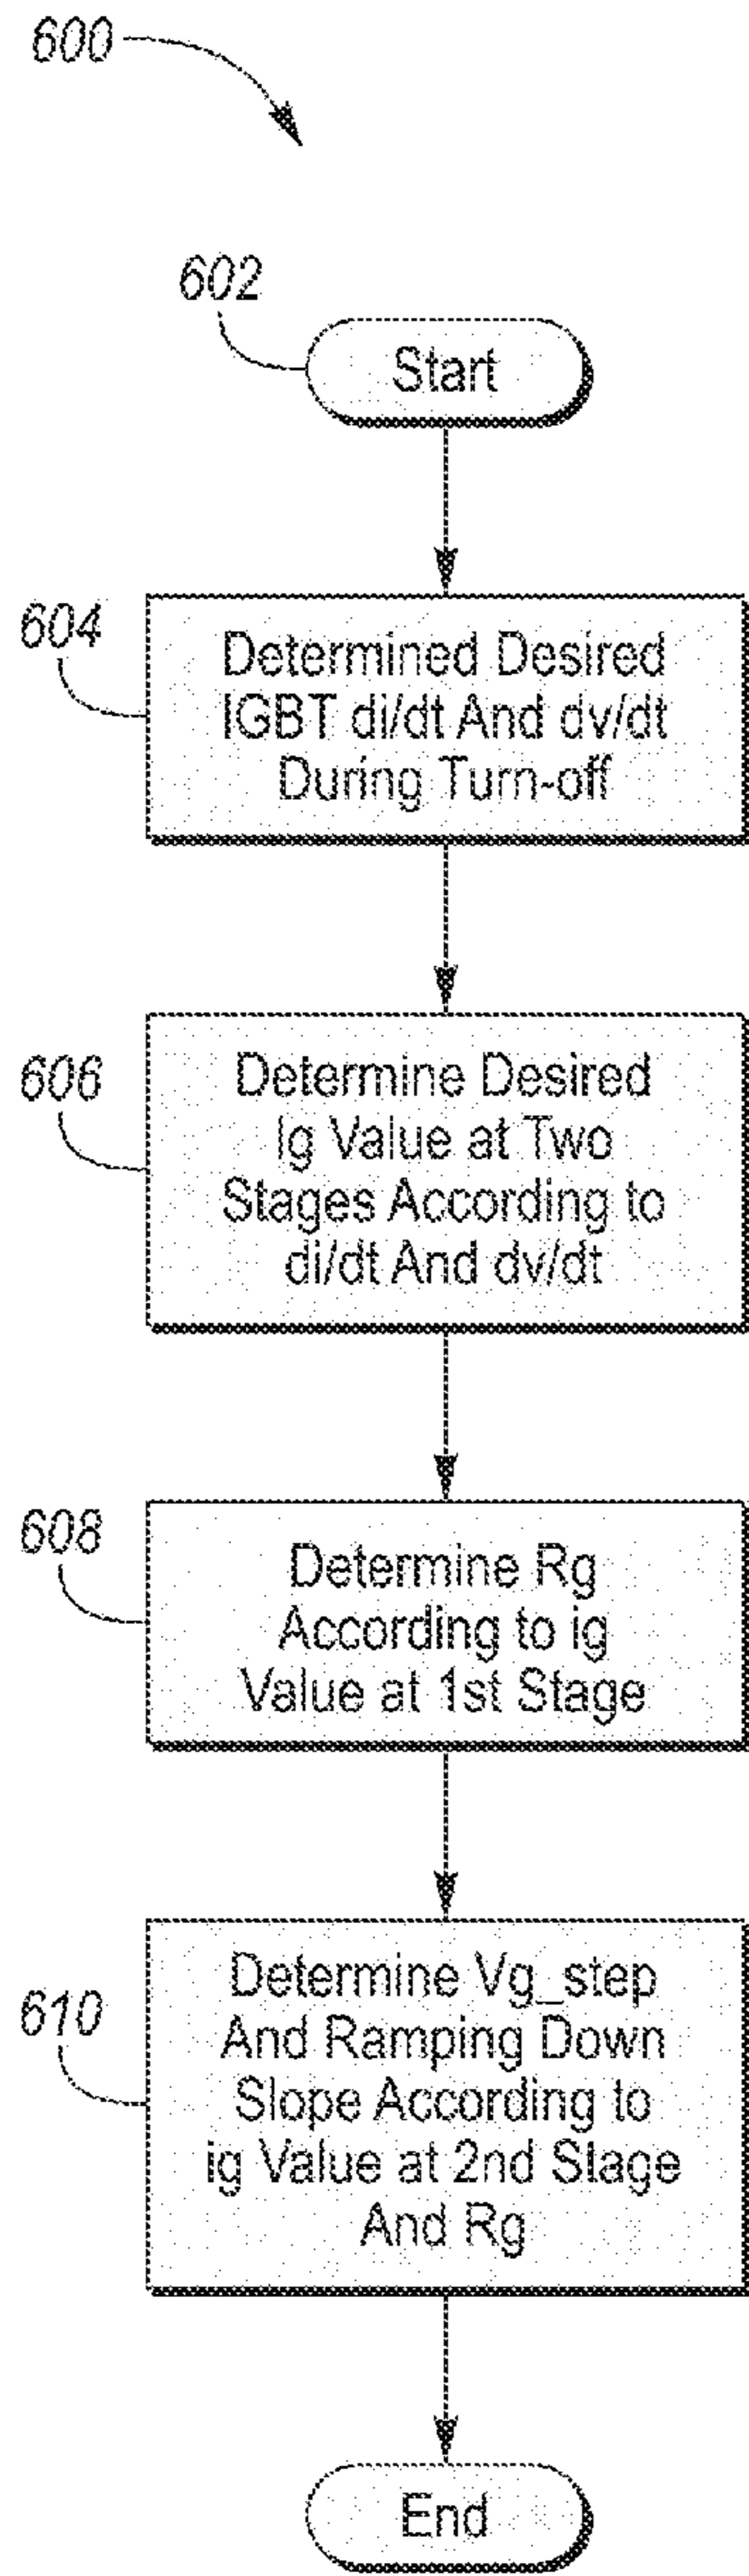 600
602
Start
604
Determined Desired
IGBT di/dt And dv/dt
During Turn-off
606
Determine Desired
Ig Value at Two
Stages According to
di/dt And dv/dt
608
Determine Rg
According to ig
Value at 1st Stage
610
Determine Vg_step
And Ramping Down
Slope According to
ig Value at 2nd Stage
And Rg
End